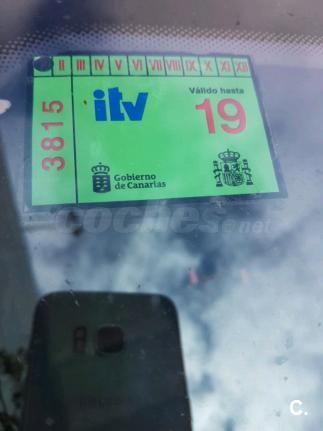 II III IV V VI VII VIII IX X XI XII
3815
itv
Válido hasta
19
Gobierno
de Canarias
coches.net
SAMSUNG
C.